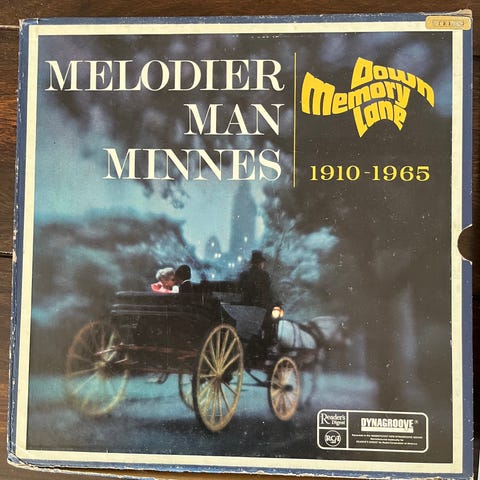 MELODIER
MAN
MINNES
Down
Memory
Lane
1910-1965
Reader's
Digest
RCA
DYNAGROOVE®